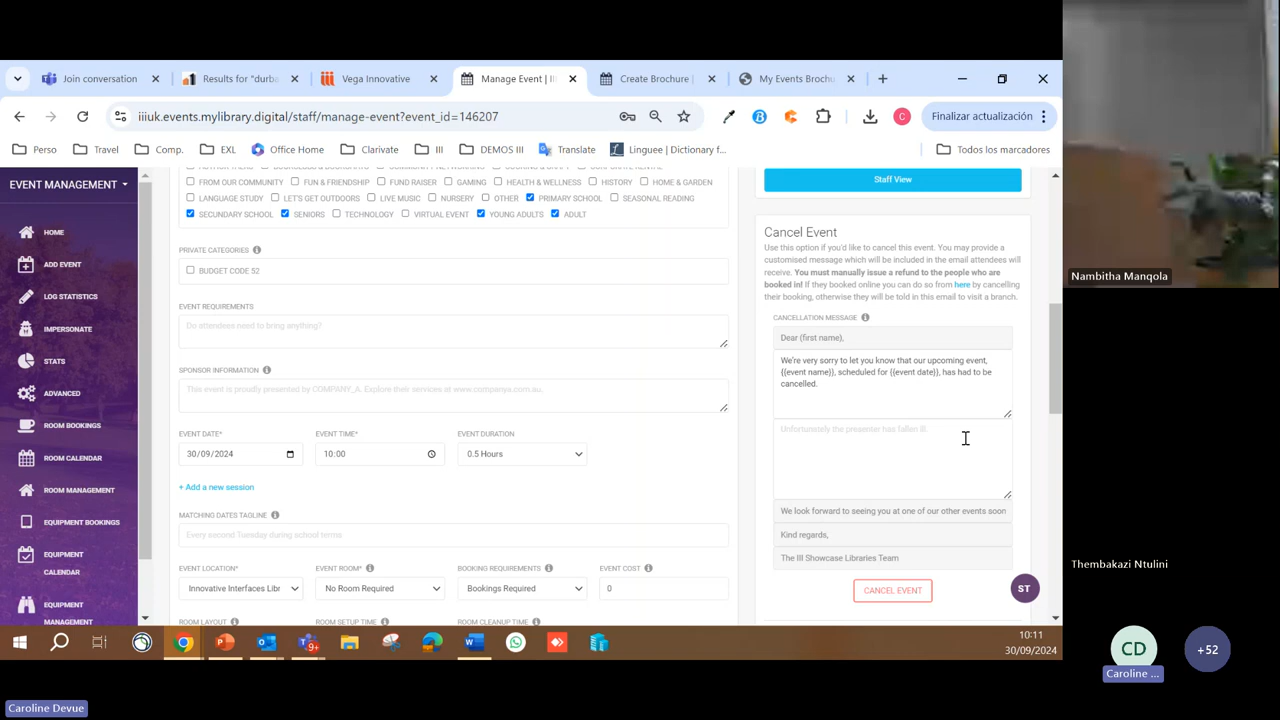 Join conversation
Results for "durba
Vega Innovative
Manage Event | II
Create Brochure |
My Events Brochu
iiiuk.events.mylibrary.digital/staff/manage-event?event_id=146207
Finalizar actualización
Perso
Travel
Comp.
EXL
Office Home
Clarivate
III
DEMOS III
Translate
Linguee | Dictionary f...
Todos los marcadores
EVENT MANAGEMENT
HOME
ADD EVENT
LOG STATISTICS
IMPERSONATE
STATS
ADVANCED
ROOM BOOKINGS
ROOM CALENDAR
ROOM MANAGEMENT
EQUIPMENT BOOKINGS
EQUIPMENT
CALENDAR
EQUIPMENT
MANAGEMENT
FROM OUR COMMUNITY FUN & FRIENDSHIP FUND RAISER GAMING HEALTH & WELLNESS HISTORY HOME & GARDEN
LANGUAGE STUDY LET'S GET OUTDOORS LIVE MUSIC NURSERY OTHER PRIMARY SCHOOL SEASONAL READING
SECUNDARY SCHOOL SENIORS TECHNOLOGY VIRTUAL EVENT YOUNG ADULTS ADULT
PRIVATE CATEGORIES
BUDGET CODE 52
EVENT REQUIREMENTS
Do attendees need to bring anything?
SPONSOR INFORMATION
This event is proudly presented by COMPANY_A. Explore their services at www.companya.com.au.
EVENT DATE* EVENT TIME* EVENT DURATION
30/09/2024 10:00 0.5 Hours
+ Add a new session
MATCHING DATES TAGLINE
Every second Tuesday during school terms
EVENT LOCATION* EVENT ROOM* BOOKING REQUIREMENTS EVENT COST
Innovative Interfaces Libr No Room Required Bookings Required 0
ROOM LAYOUT ROOM SETUP TIME ROOM CLEANUP TIME
Staff View
Cancel Event
Use this option if you'd like to cancel this event. You may provide a
customised message which will be included in the email attendees will
receive. You must manually issue a refund to the people who are
booked in! If they booked online you can do so from here by cancelling
their booking, otherwise they will be told in this email to visit a branch.
CANCELLATION MESSAGE
Dear (first name),
We're very sorry to let you know that our upcoming event,
{{event name}}, scheduled for {{event date}}, has had to be
cancelled.
Unfortunetely the presenter has fallen ill.
We look forward to seeing you at one of our other events soon
Kind regards,
The III Showcase Libraries Team
CANCEL EVENT
ST
9+
10:11
30/09/2024
Nambitha Manqola
Thembakazi Ntulini
CD
Caroline ...
+52
Caroline Devue